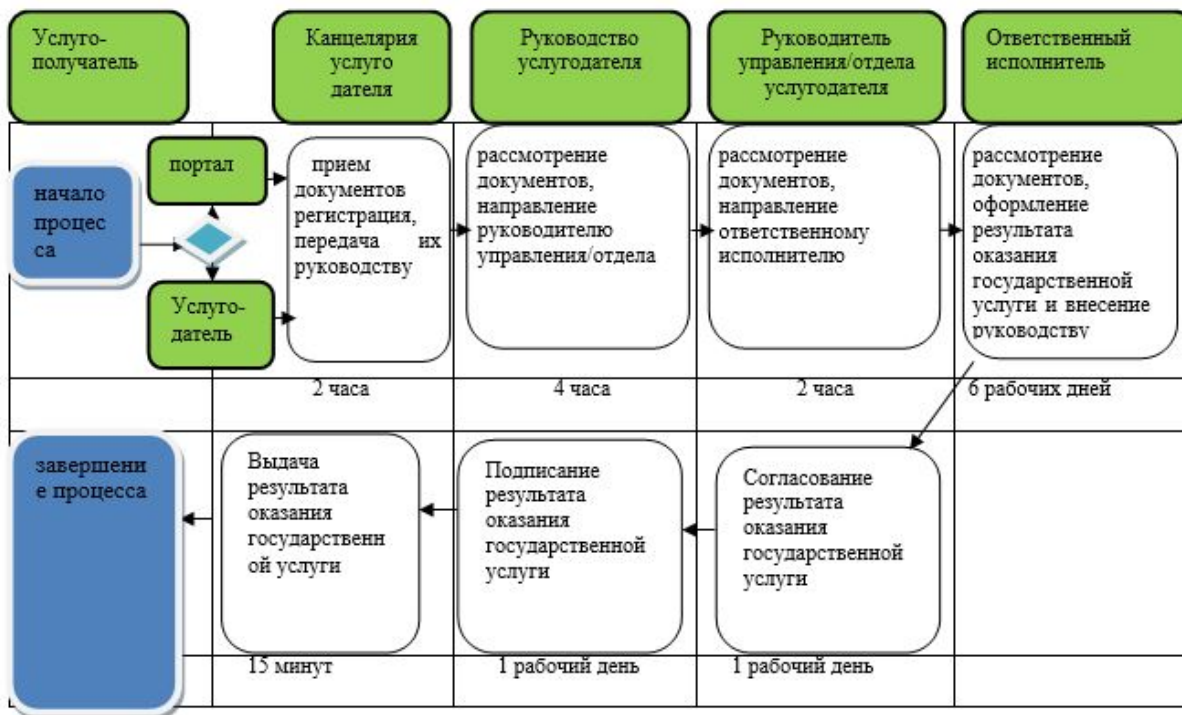 Услуго-
получатель
Канцелярия
услуго
дателя
Руководство
услугодателя
Руководитель
управления/отдела
услугодателя
Ответственный
исполнитель
начало
процес
са
портал
Услуго-
датель
прием
документов
регистрация,
передача их
руководству
рассмотрение
документов,
направление
руководителю
управления/отдела
рассмотрение
документов,
направление
ответственному
исполнителю
рассмотрение
документов,
оформление
результата
оказания
государственной
услуги и внесение
руководству
2 часа
4 часа
2 часа
6 рабочих дней
завершени
е процесса
Выдача
результата
оказания
государственн
ой услуги
Подписание
результата
оказания
государственной
услуги
Согласование
результата
оказания
государственной
услуги
15 минут
1 рабочий день
1 рабочий день